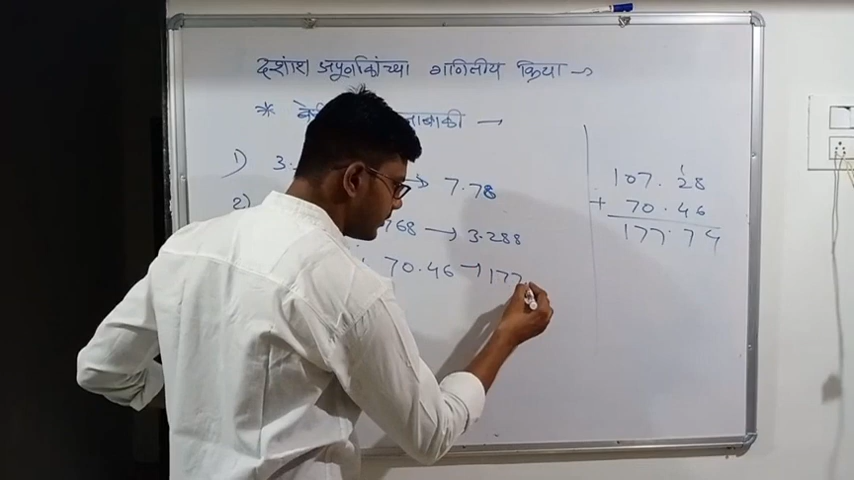 दशांश अपूर्णांकांच्या गणितीय क्रिया →
* बाकी →
1) 3. → 7.78
2) 768 → 3.288
70.46 → 177
107.28
+ 70.46
177.74